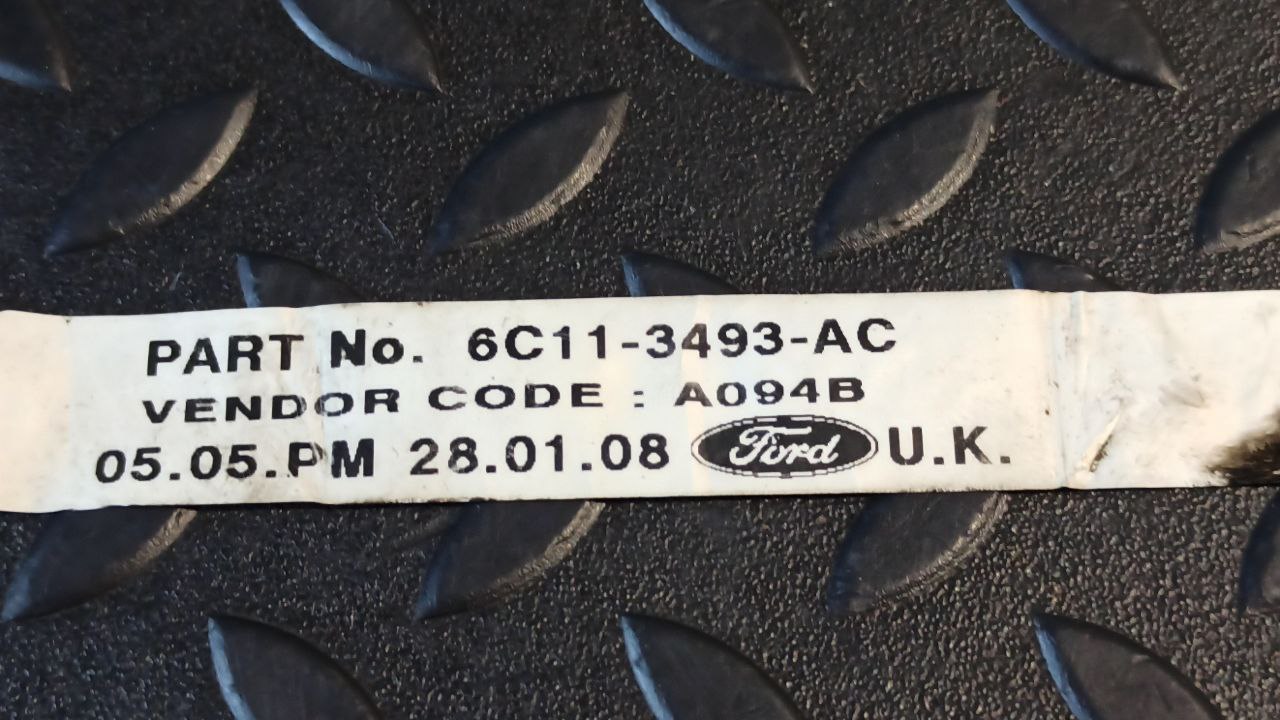 PART No. 6C11-3493-AC
VENDOR CODE : A094B
05.05.PM 28.01.08 Ford U.K.